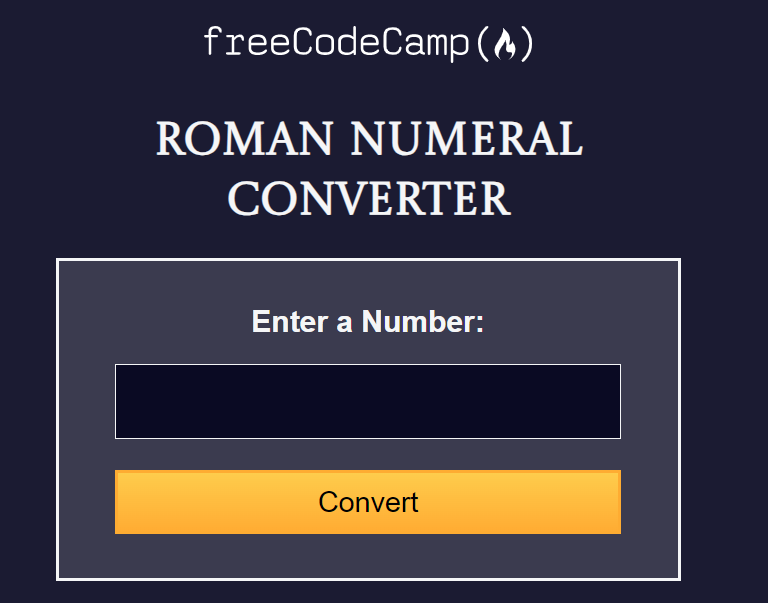 freeCodeCamp(🔥)
ROMAN NUMERAL
CONVERTER
Enter a Number:
Convert